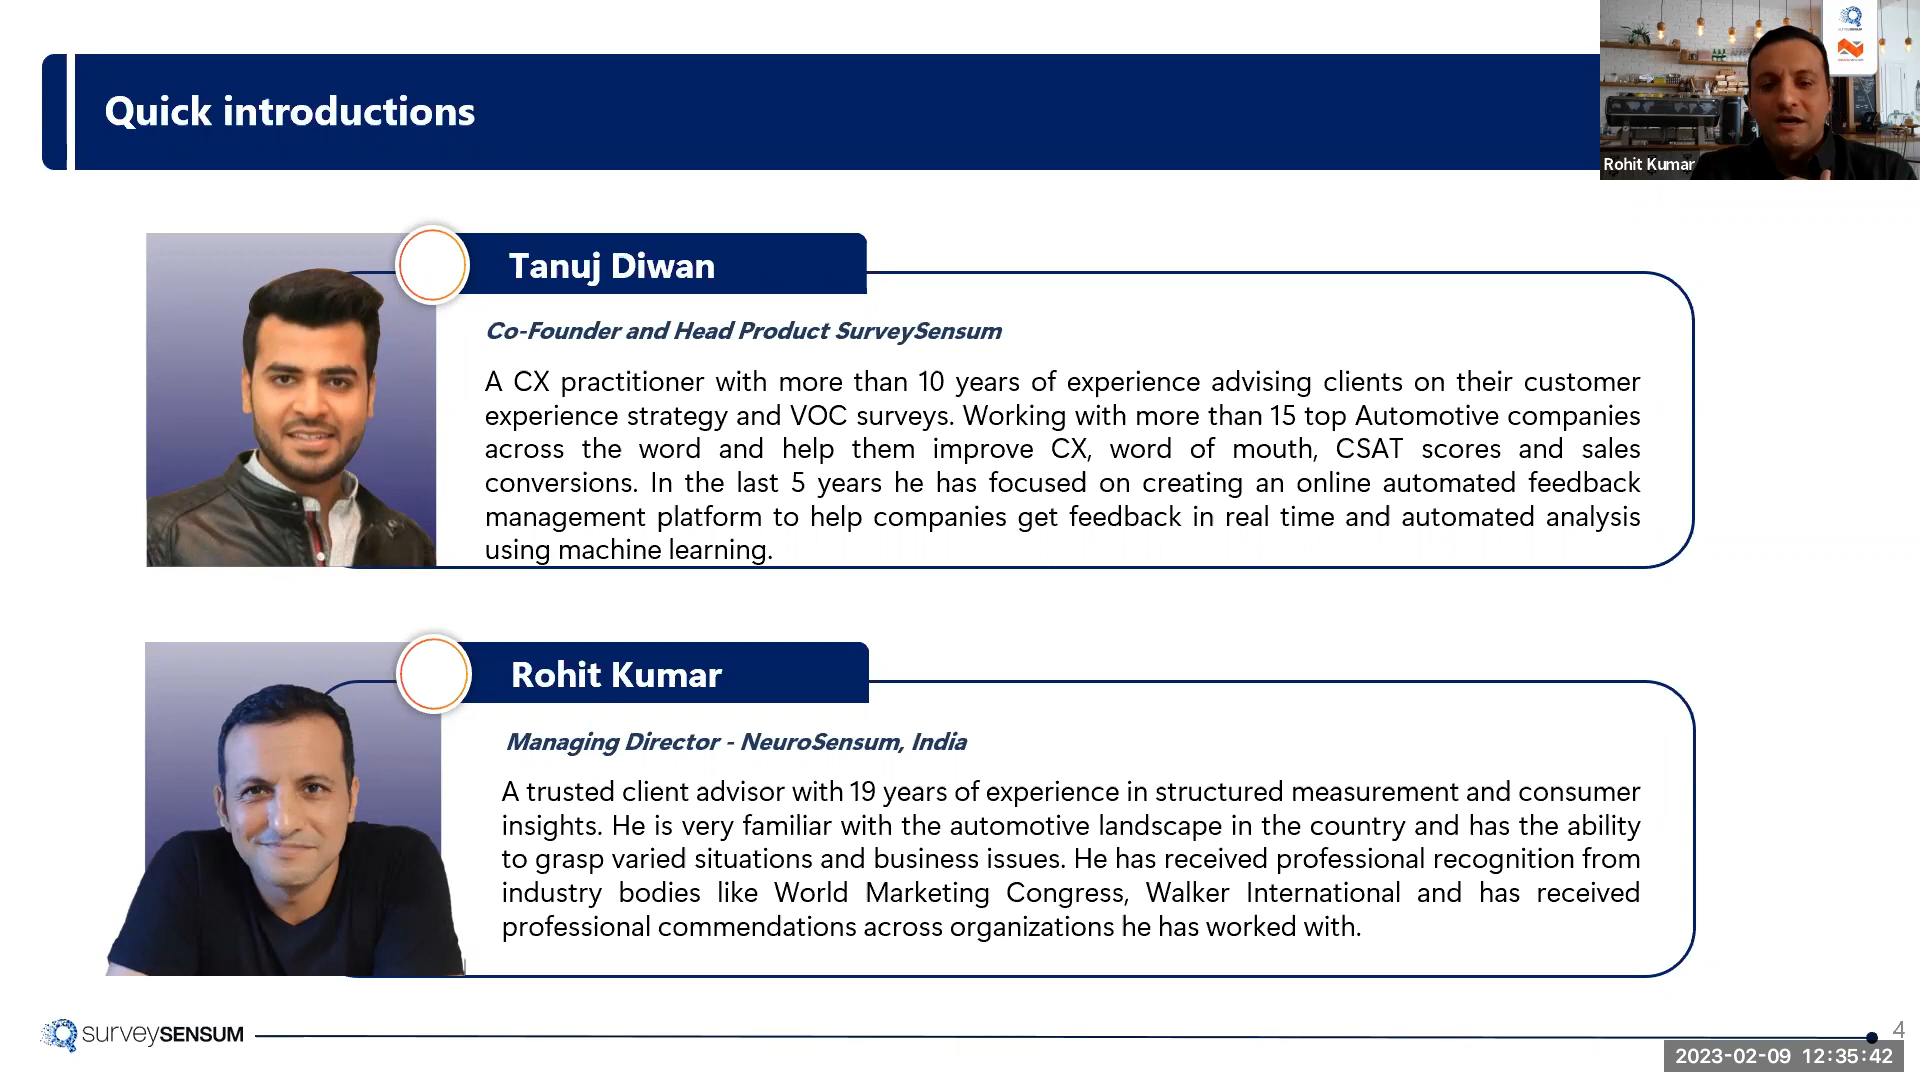 Quick introductions
Rohit Kumar
Tanuj Diwan
Co-Founder and Head Product SurveySensum
A CX practitioner with more than 10 years of experience advising clients on their customer
experience strategy and VOC surveys. Working with more than 15 top Automotive companies
across the word and help them improve CX, word of mouth, CSAT scores and sales
conversions. In the last 5 years he has focused on creating an online automated feedback
management platform to help companies get feedback in real time and automated analysis
using machine learning.
Rohit Kumar
Managing Director - NeuroSensum, India
A trusted client advisor with 19 years of experience in structured measurement and consumer
insights. He is very familiar with the automotive landscape in the country and has the ability
to grasp varied situations and business issues. He has received professional recognition from
industry bodies like World Marketing Congress, Walker International and has received
professional commendations across organizations he has worked with.
surveySENSUM
4
2023-02-09 12:35:42